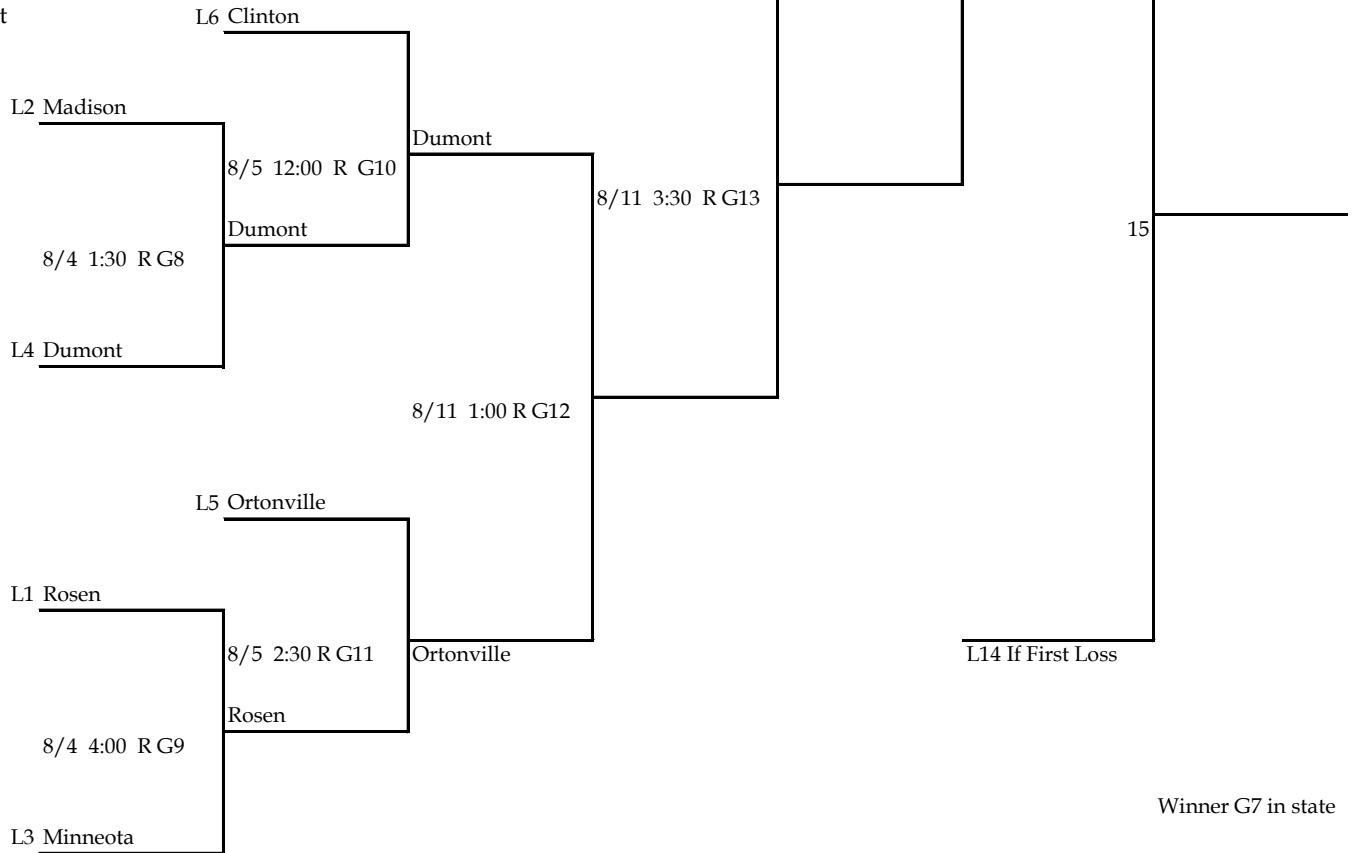 t
L6 Clinton
L2 Madison
Dumont
8/5 12:00 R G10
8/11 3:30 R G13
Dumont
15
8/4 1:30 R G8
L4 Dumont
8/11 1:00 R G12
L5 Ortonville
L1 Rosen
8/5 2:30 R G11
Ortonville
L14 If First Loss
Rosen
8/4 4:00 R G9
Winner G7 in state
L3 Minneota